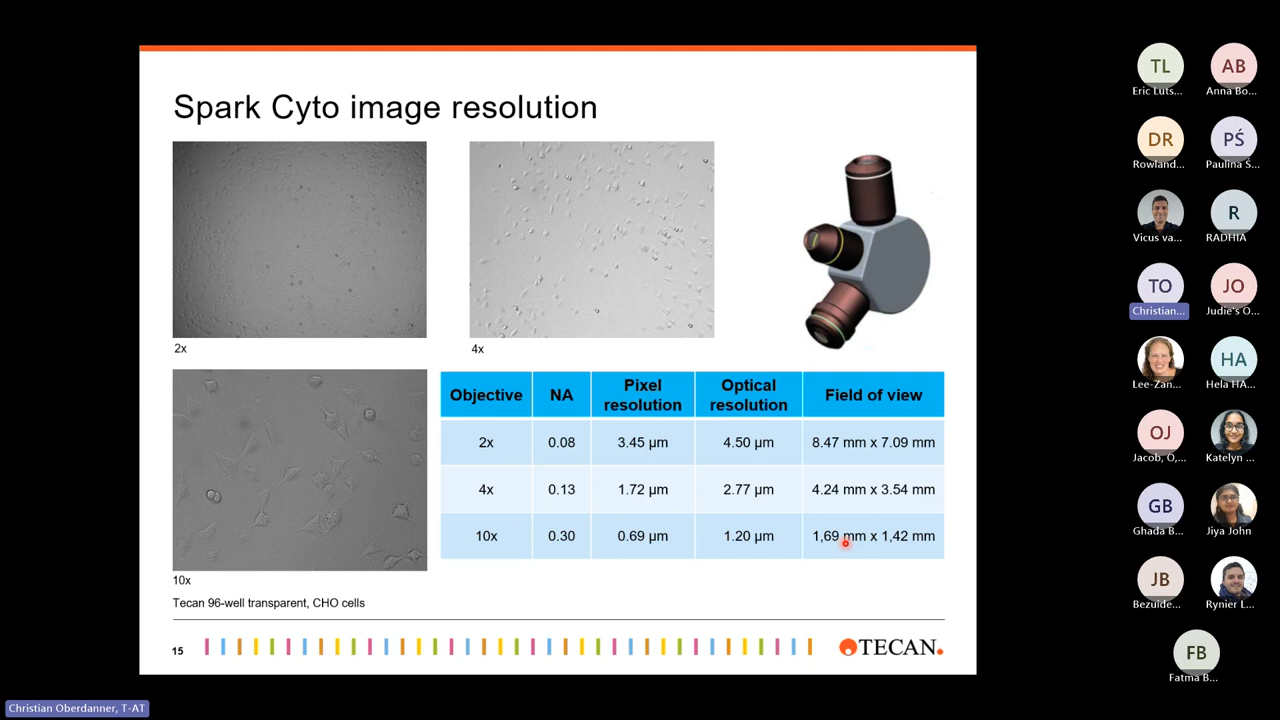 Spark Cyto image resolution
2x
4x
10x
Tecan 96-well transparent, CHO cells
Objective NA Pixel resolution Optical resolution Field of view
2x 0.08 3.45 µm 4.50 µm 8.47 mm x 7.09 mm
4x 0.13 1.72 µm 2.77 µm 4.24 mm x 3.54 mm
10x 0.30 0.69 µm 1.20 µm 1,69 mm x 1,42 mm
15
TECAN.
TL
Eric Luts...
AB
Anna Bo...
DR
Rowland...
PŚ
Paulina Ś...
Vicus va...
R
RADHIA
TO
Christian...
JO
Judie's O...
Lee-Zan...
HA
Hela HA...
OJ
Jacob, O,...
Katelyn ...
GB
Ghada B...
Jiya John
JB
Bezuide...
Rynier L...
FB
Fatma B...
Christian Oberdanner, T-AT